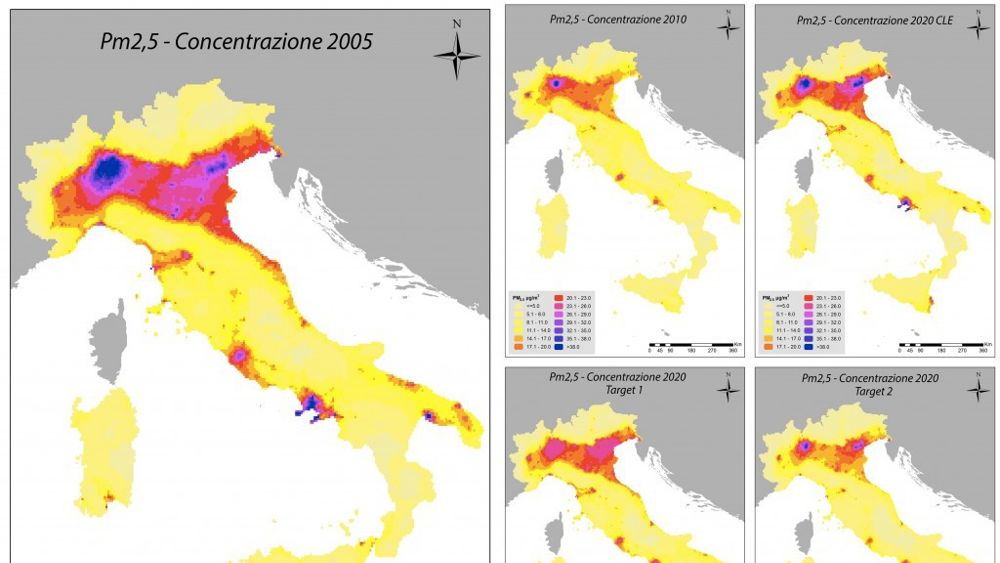 Pm2,5 - Concentrazione 2005
N
Pm2,5 - Concentrazione 2010
N
PM2,5 µg/m³
<=5.0
5.1 - 8.0
8.1 - 11.0
11.1 - 14.0
14.1 - 17.0
17.1 - 20.0
20.1 - 23.0
23.1 - 26.0
26.1 - 29.0
29.1 - 32.0
32.1 - 35.0
35.1 - 38.0
>38.0
0 45 90 180 270 360
Km
Pm2,5 - Concentrazione 2020 CLE
N
PM2,5 µg/m³
<=5.0
5.1 - 8.0
8.1 - 11.0
11.1 - 14.0
14.1 - 17.0
17.1 - 20.0
20.1 - 23.0
23.1 - 26.0
26.1 - 29.0
29.1 - 32.0
32.1 - 35.0
35.1 - 38.0
>38.0
0 45 90 180 270 360
Km
Pm2,5 - Concentrazione 2020
Target 1
N
Pm2,5 - Concentrazione 2020
Target 2
N